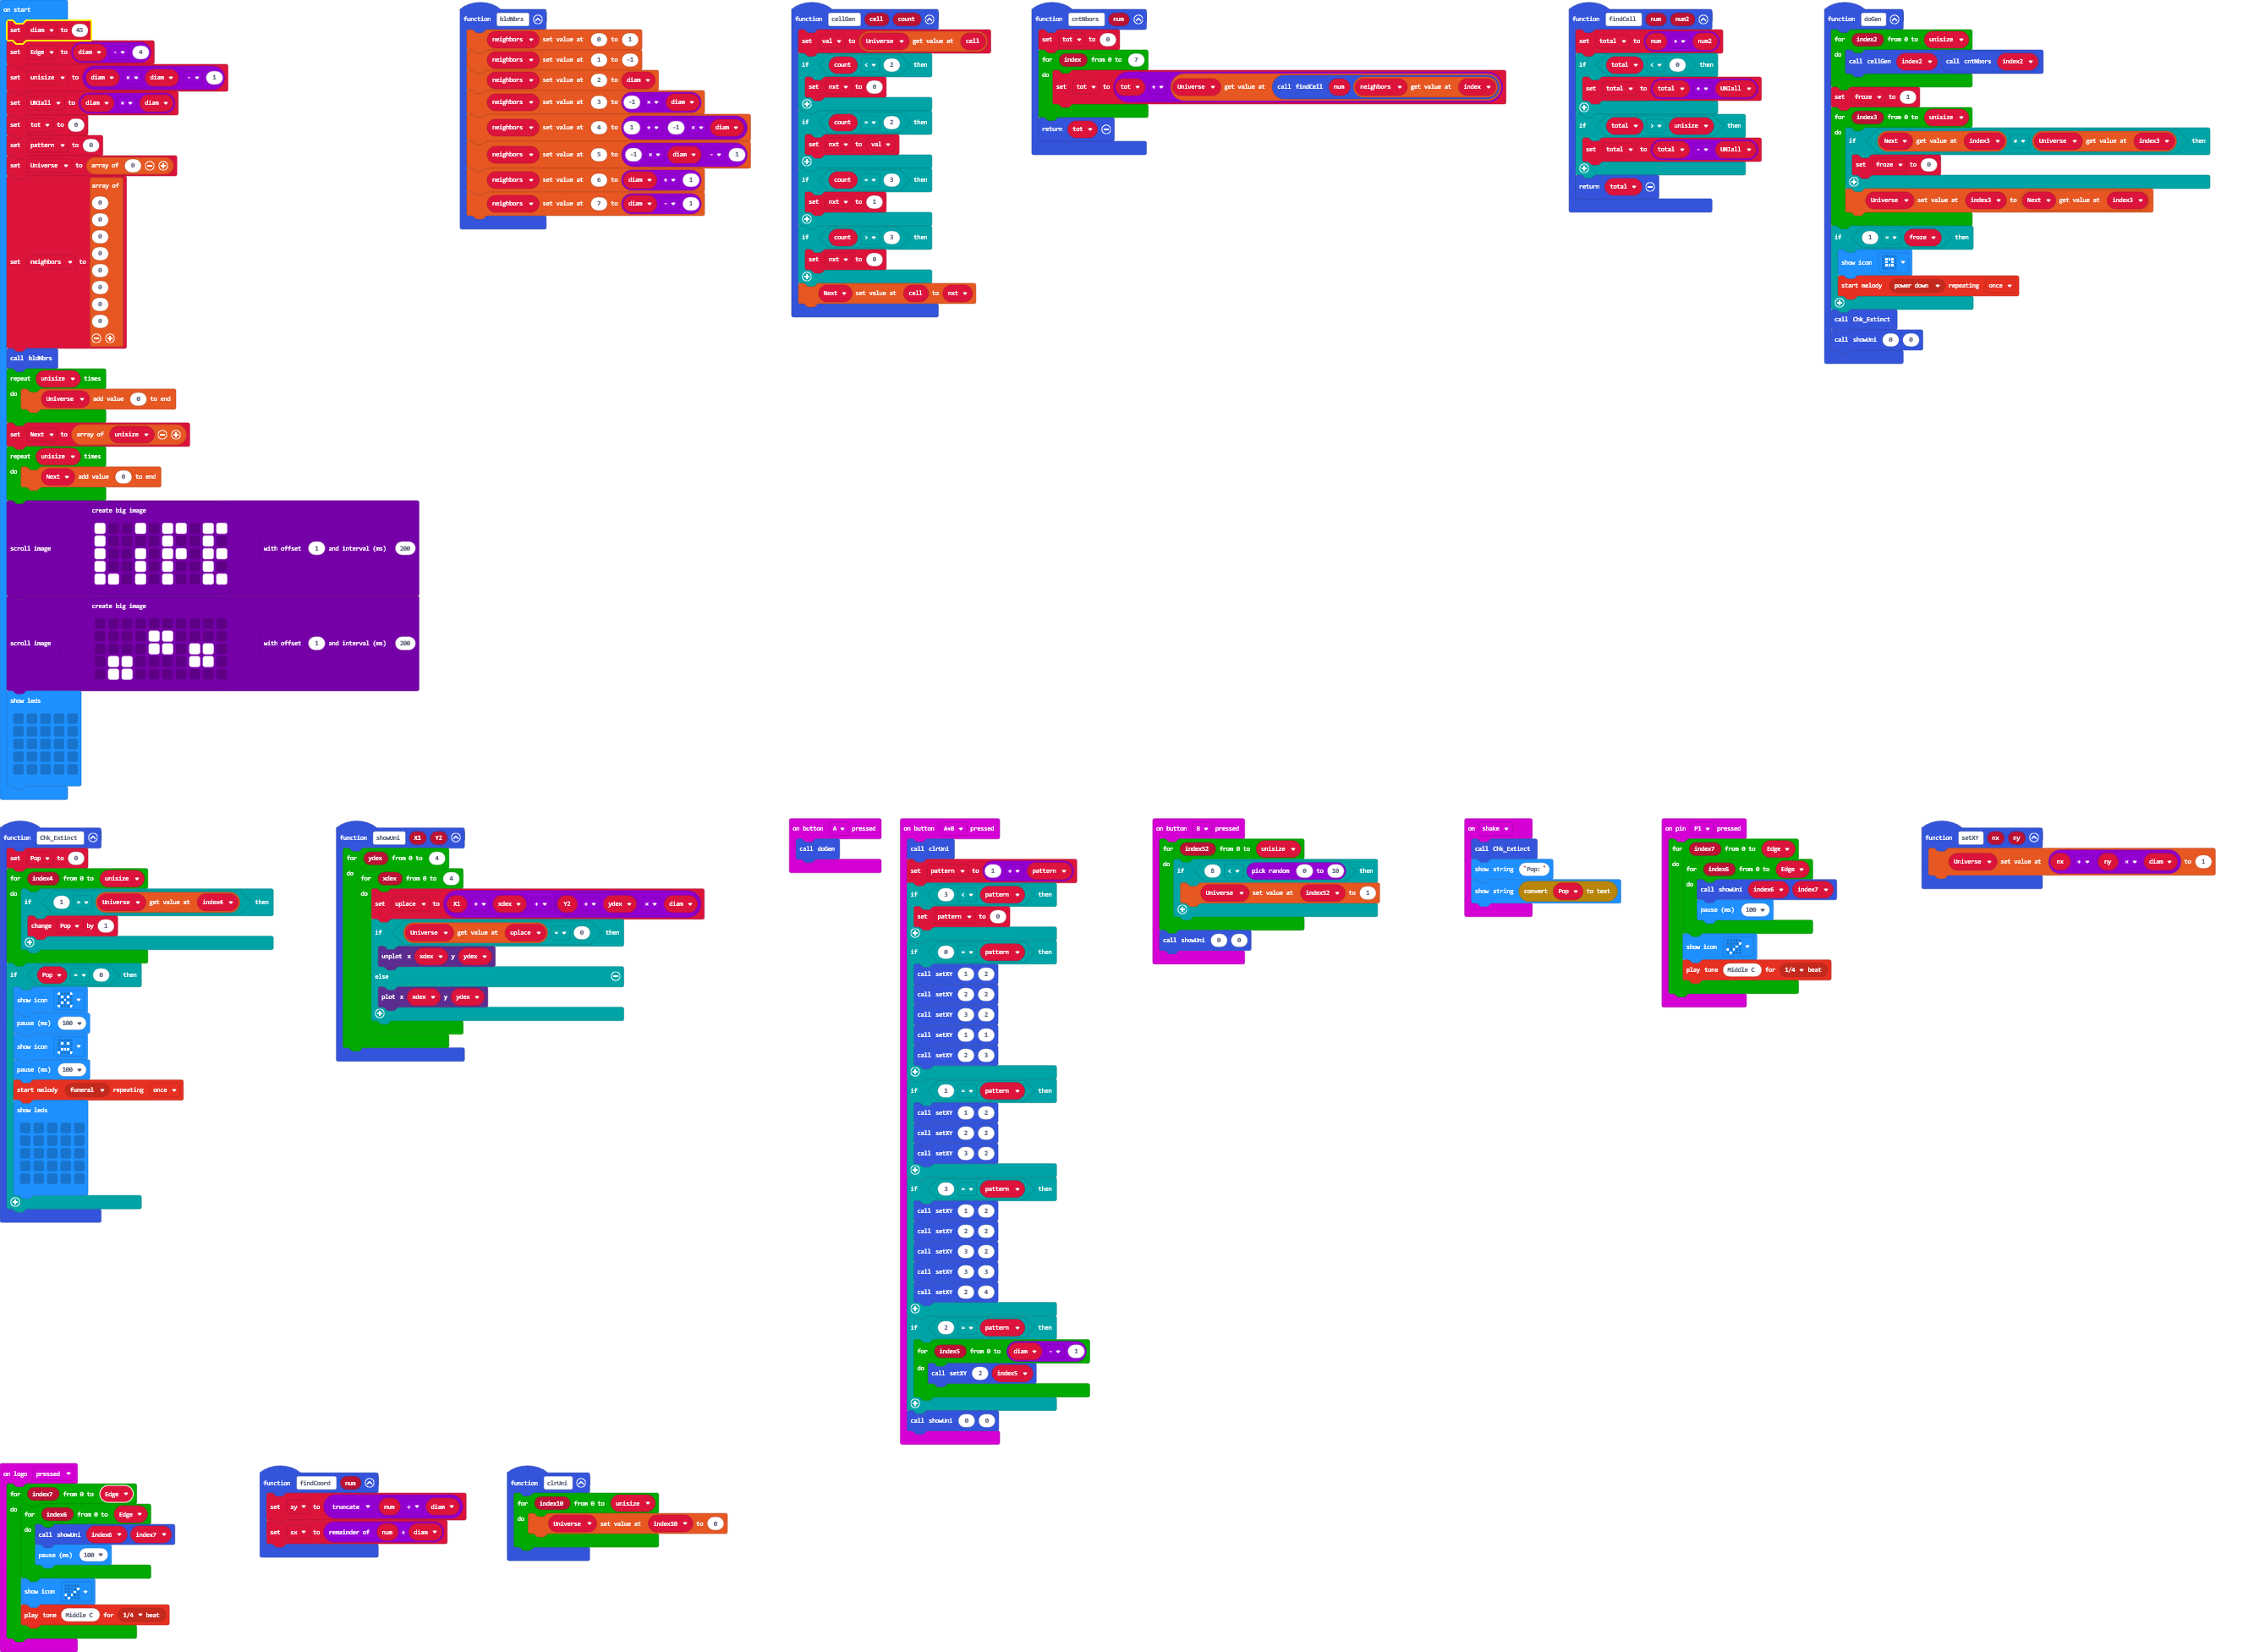 on start
set diam to 45
set Edge to diam - 4
set unisize to diam × diam - 1
set UNIall to diam × diam
set tot to 0
set pattern to 0
set Universe to array of 0
set neighbors to array of
0
0
0
0
0
0
0
0
call bldNbrs
repeat unisize times
do Universe add value 0 to end
set Next to array of unisize
repeat unisize times
do Next add value 0 to end
scroll image create big image with offset 1 and interval (ms) 200
scroll image create big image with offset 1 and interval (ms) 200
show leds
function bldNbrs
neighbors set value at 0 to 1
neighbors set value at 1 to -1
neighbors set value at 2 to diam
neighbors set value at 3 to -1 × diam
neighbors set value at 4 to 1 + -1 × diam
neighbors set value at 5 to -1 × diam - 1
neighbors set value at 6 to diam + 1
neighbors set value at 7 to diam - 1
function cellGen cell count
set val to Universe get value at cell
if count < 2 then
set nxt to 0
if count = 2 then
set nxt to val
if count = 3 then
set nxt to 1
if count > 3 then
set nxt to 0
Next set value at cell to nxt
function cntNbors num
set tot to 0
for index from 0 to 7
do set tot to tot + Universe get value at call findCell num neighbors get value at index
return tot
function findCell num num2
set total to num + num2
if total < 0 then
set total to total + UNIall
if total > unisize then
set total to total - UNIall
return total
function doGen
for index2 from 0 to unisize
do call cellGen index2 call cntNbors index2
set froze to 1
for index3 from 0 to unisize
do if Next get value at index3 ≠ Universe get value at index3 then
set froze to 0
Universe set value at index3 to Next get value at index3
if 1 = froze then
show icon
start melody power down repeating once
call Chk_Extinct
call showUni 0 0
function Chk_Extinct
set Pop to 0
for index4 from 0 to unisize
do if 1 = Universe get value at index4 then
change Pop by 1
if Pop = 0 then
show icon
pause (ms) 100
show icon
pause (ms) 100
start melody funeral repeating once
show leds
function showUni X1 Y2
for ydex from 0 to 4
do for xdex from 0 to 4
do set uplace to X1 + xdex + Y2 + ydex × diam
if Universe get value at uplace = 0 then
unplot x xdex y ydex
else
plot x xdex y ydex
on button A pressed
call doGen
on button A+B pressed
call clrUni
set pattern to 1 + pattern
if 3 < pattern then
set pattern to 0
if 0 = pattern then
call setXY 1 2
call setXY 2 2
call setXY 3 2
call setXY 1 1
call setXY 2 3
if 1 = pattern then
call setXY 1 2
call setXY 2 2
call setXY 3 2
if 3 = pattern then
call setXY 1 2
call setXY 2 2
call setXY 3 2
call setXY 3 3
call setXY 2 4
if 2 = pattern then
for index5 from 0 to diam - 1
do call setXY 2 index5
call showUni 0 0
on button B pressed
for index52 from 0 to unisize
do if 8 < pick random 0 to 10 then
Universe set value at index52 to 1
call showUni 0 0
on shake
call Chk_Extinct
show string "Pop: "
show string convert Pop to text
on pin P1 pressed
for index7 from 0 to Edge
do for index6 from 0 to Edge
do call showUni index6 index7
pause (ms) 100
show icon
play tone Middle C for 1/4 beat
function setXY nx ny
Universe set value at nx + ny × diam to 1
on logo pressed
for index7 from 0 to Edge
do for index6 from 0 to Edge
do call showUni index6 index7
pause (ms) 100
show icon
play tone Middle C for 1/4 beat
function findCoord num
set sy to truncate num ÷ diam
set sx to remainder of num ÷ diam
function clrUni
for index10 from 0 to unisize
do Universe set value at index10 to 0